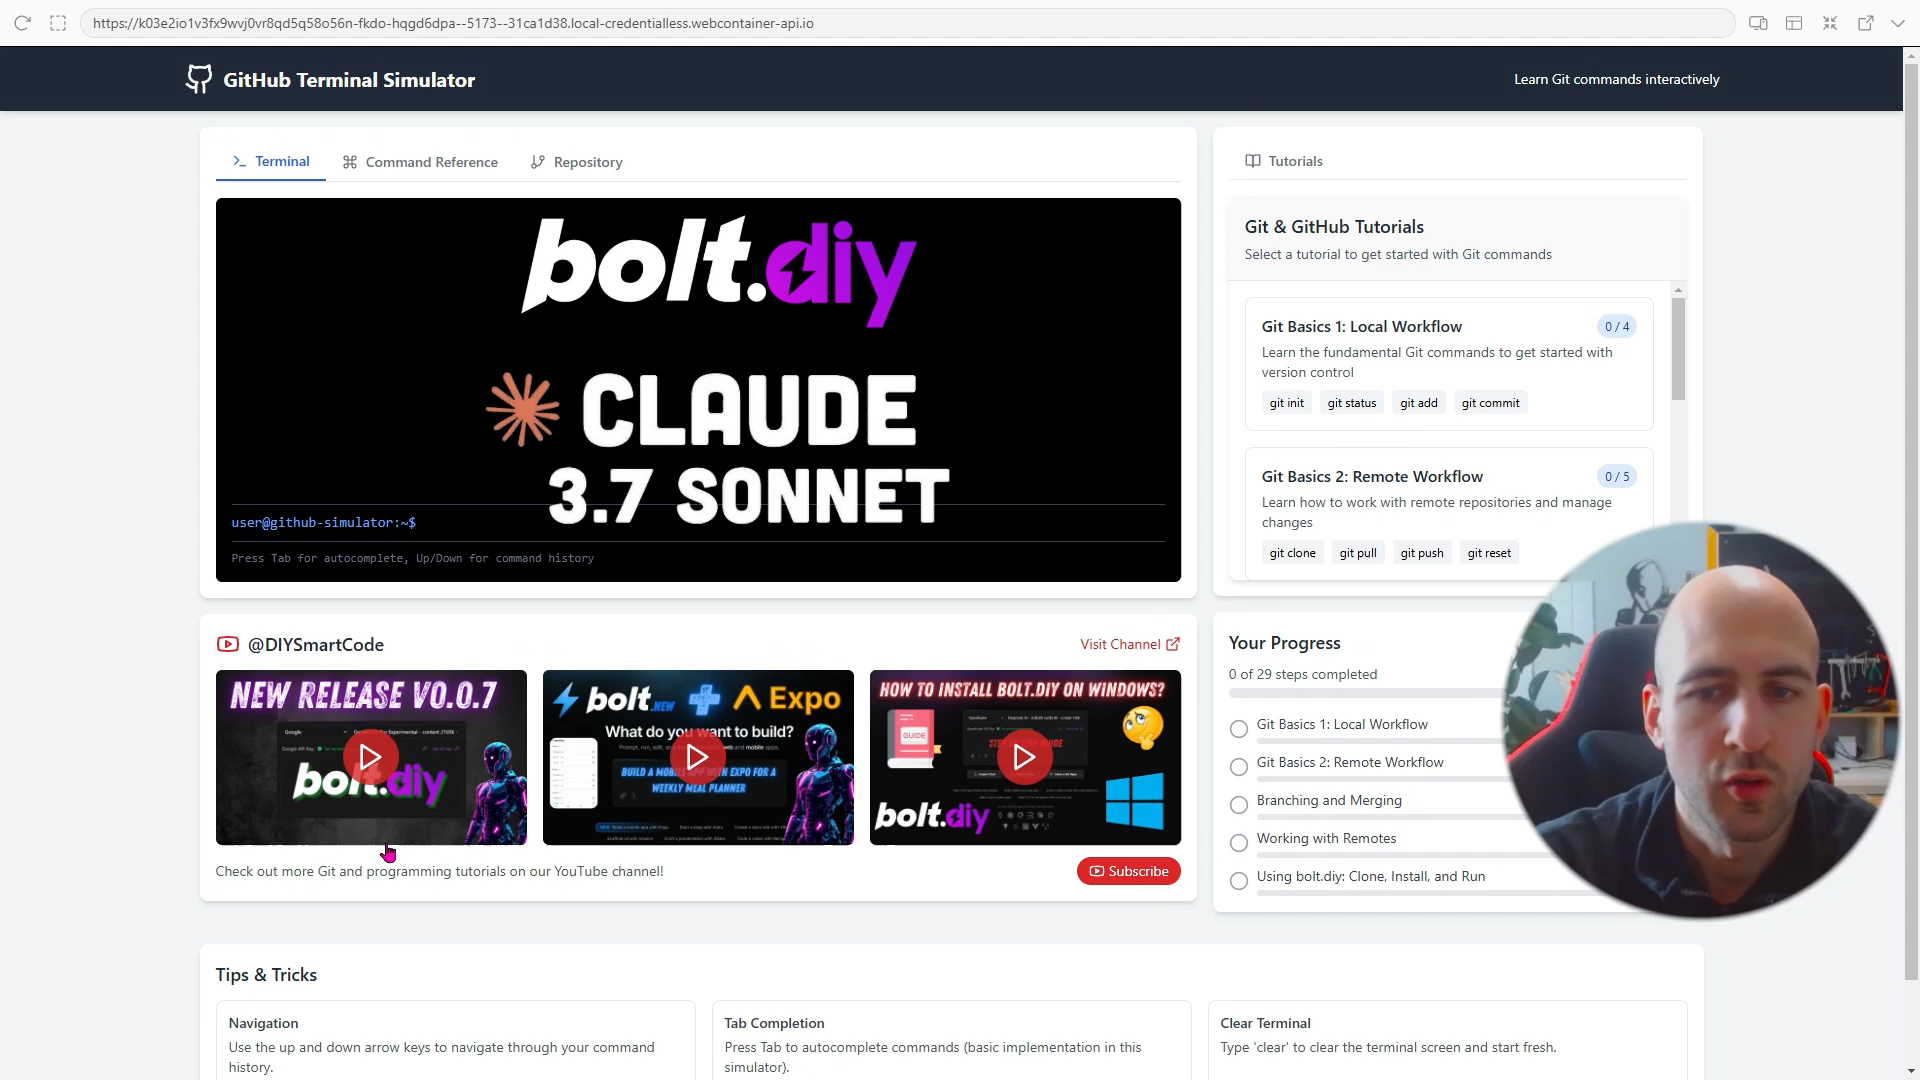 https://k03e2io1v3fx9wvj0vr8qd5q58o56n-fkdo-hqgd6dpa--5173--31ca1d38.local-credentialless.webcontainer-api.io
GitHub Terminal Simulator
Learn Git commands interactively
Terminal
Command Reference
Repository
bolt.diy
CLAUDE
3.7 SONNET
user@github-simulator:~$
Press Tab for autocomplete, Up/Down for command history
Tutorials
Git & GitHub Tutorials
Select a tutorial to get started with Git commands
Git Basics 1: Local Workflow
0 / 4
Learn the fundamental Git commands to get started with
version control
git init
git status
git add
git commit
Git Basics 2: Remote Workflow
0 / 5
Learn how to work with remote repositories and manage
changes
git clone
git pull
git push
git reset
@DIYSmartCode
Visit Channel
NEW RELEASE V0.0.7
bolt.diy
bolt.NEW
Expo
What do you want to build?
BUILD A MOBILE APP WITH EXPO FOR A
WEEKLY MEAL PLANNER
HOW TO INSTALL BOLT.DIY ON WINDOWS?
GUIDE
bolt.diy
Check out more Git and programming tutorials on our YouTube channel!
Subscribe
Your Progress
0 of 29 steps completed
Git Basics 1: Local Workflow
Git Basics 2: Remote Workflow
Branching and Merging
Working with Remotes
Using bolt.diy: Clone, Install, and Run
Tips & Tricks
Navigation
Use the up and down arrow keys to navigate through your command
history.
Tab Completion
Press Tab to autocomplete commands (basic implementation in this
simulator).
Clear Terminal
Type 'clear' to clear the terminal screen and start fresh.